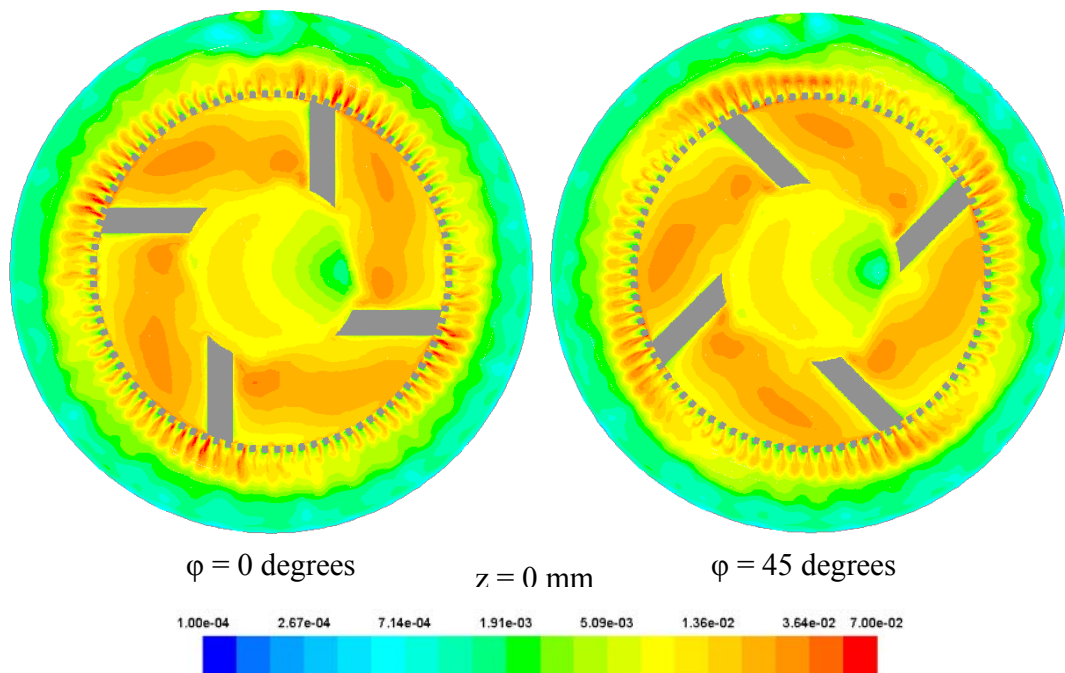 φ = 0 degrees
z = 0 mm
φ = 45 degrees
1.00e-04 2.67e-04 7.14e-04 1.91e-03 5.09e-03 1.36e-02 3.64e-02 7.00e-02